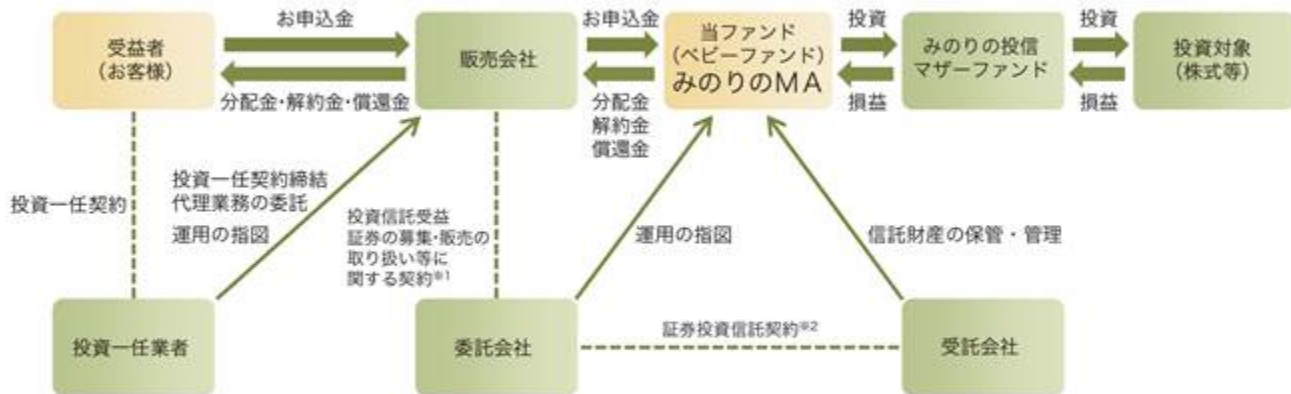 お申込金
お申込金
投資
投資
受益者
（お客様）
販売会社
当ファンド
（ベビーファンド）
みのりのMA
みのりの投信
マザーファンド
投資対象
（株式等）
分配金・解約金・償還金
分配金
解約金
償還金
損益
損益
投資一任契約
投資一任契約締結
代理業務の委託
運用の指図
投資信託受益
証券の募集・販売の
取り扱い等に
関する契約※1
運用の指図
信託財産の保管・管理
投資一任業者
委託会社
証券投資信託契約※2
受託会社